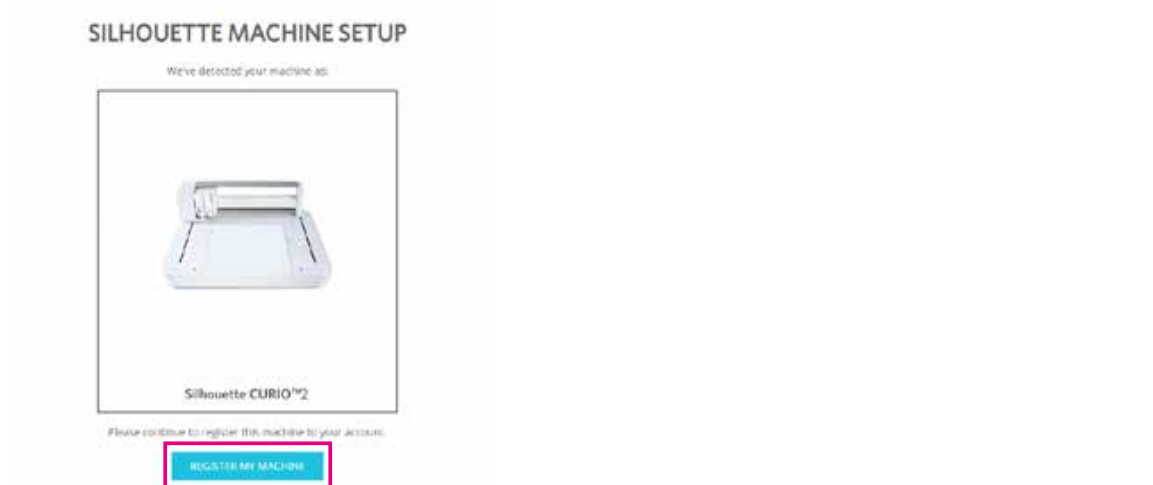 SILHOUETTE MACHINE SETUP
We've detected your machine as:
Silhouette CURIO™2
Please continue to register this machine to your account.
REGISTER MY MACHINE